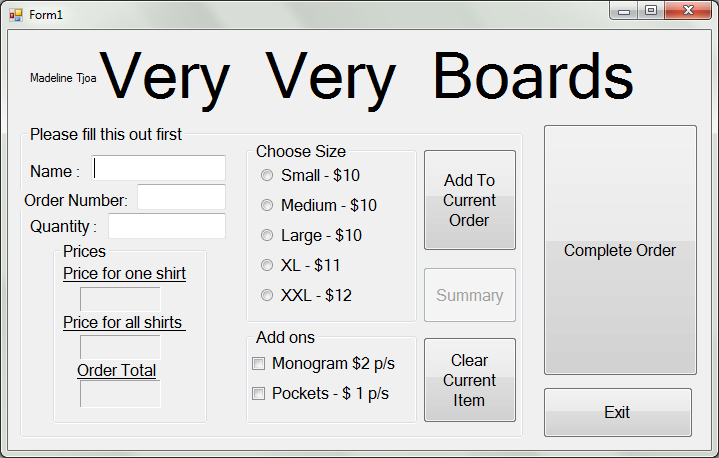 Form1
Madeline Tjoa
Very Very Boards
Please fill this out first
Name :
Order Number:
Quantity :
Prices
Price for one shirt
Price for all shirts
Order Total
Choose Size
Small - $10
Medium - $10
Large - $10
XL - $11
XXL - $12
Add ons
Monogram $2 p/s
Pockets - $ 1 p/s
Add To
Current
Order
Summary
Clear
Current
Item
Complete Order
Exit